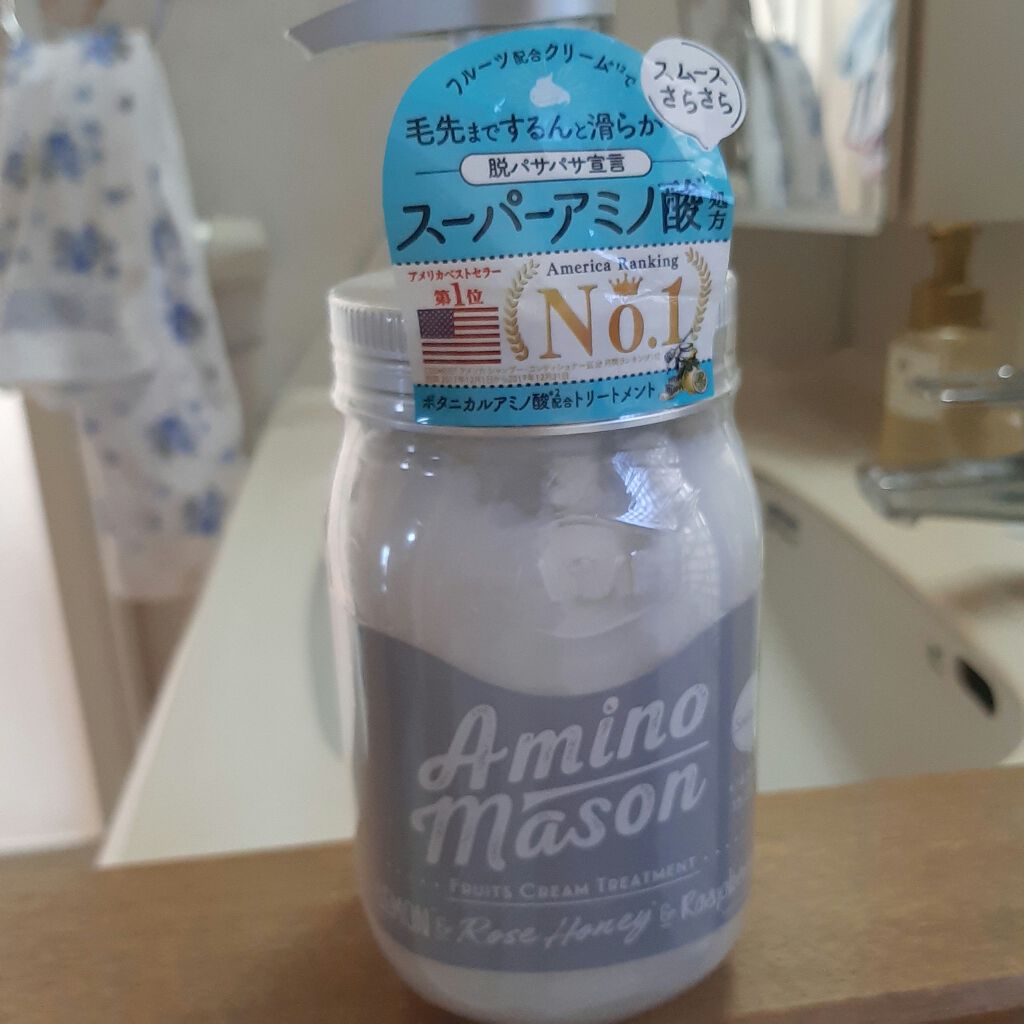 フルーツ配合クリーム*2で
スムース
さらさら
毛先までするんと滑らか
脱パサパサ宣言
スーパーアミノ酸*1処方
アメリカベストセラー
第1位
America Ranking
No.1
ボタニカルアミノ酸*2配合トリートメント
Amino
Mason
FRUITS CREAM TREATMENT
& Rose Honey &